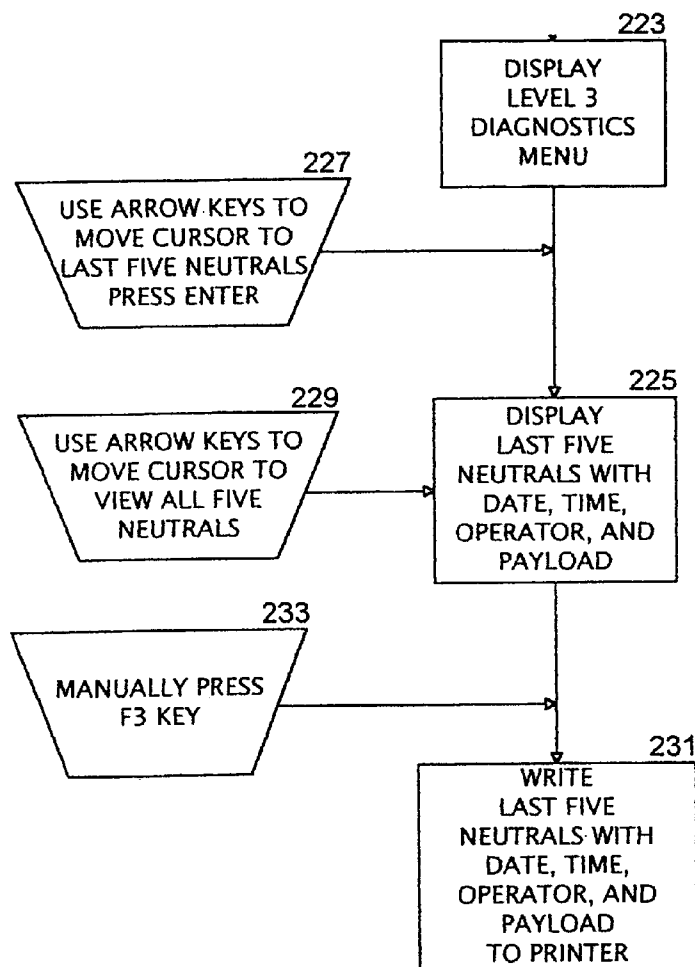 223
DISPLAY
LEVEL 3
DIAGNOSTICS
MENU
227
USE ARROW KEYS TO
MOVE CURSOR TO
LAST FIVE NEUTRALS
PRESS ENTER
225
DISPLAY
LAST FIVE
NEUTRALS WITH
DATE, TIME,
OPERATOR, AND
PAYLOAD
229
USE ARROW KEYS TO
MOVE CURSOR TO
VIEW ALL FIVE
NEUTRALS
233
MANUALLY PRESS
F3 KEY
231
WRITE
LAST FIVE
NEUTRALS WITH
DATE, TIME,
OPERATOR, AND
PAYLOAD
TO PRINTER